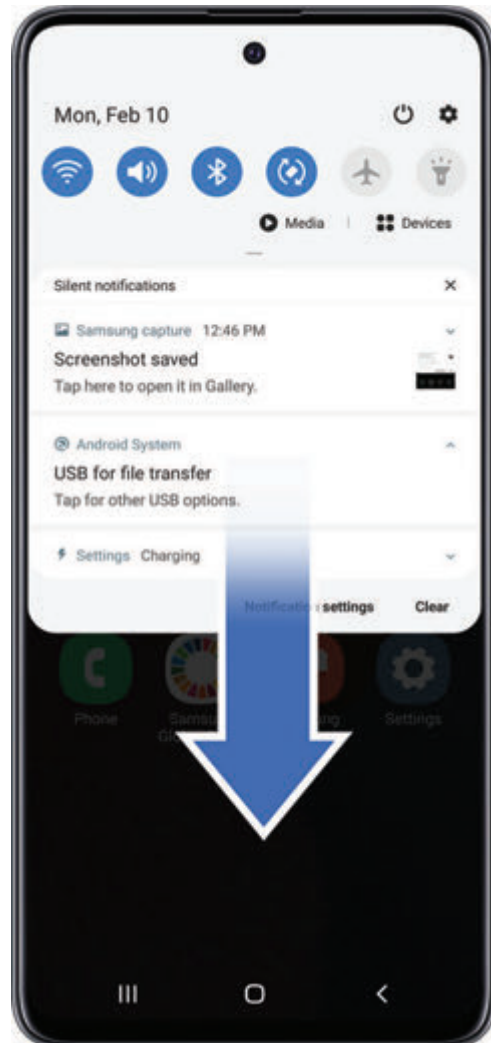 Mon, Feb 10
Media | Devices
Silent notifications
Samsung capture 12:46 PM
Screenshot saved
Tap here to open it in Gallery.
Android System
USB for file transfer
Tap for other USB options.
Settings Charging
Notification settings Clear
Phone Settings